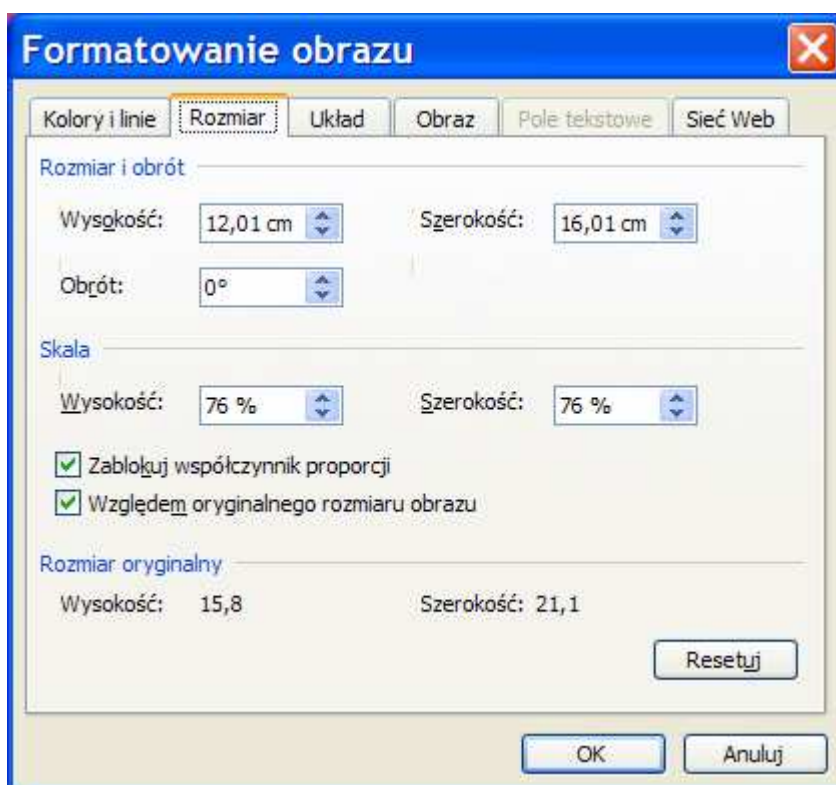 Formatowanie obrazu
Kolory i linie Rozmiar Układ Obraz Pole tekstowe Sieć Web
Rozmiar i obrót
Wysokość: 12,01 cm Szerokość: 16,01 cm
Obrót: 0°
Skala
Wysokość: 76 % Szerokość: 76 %
Zablokuj współczynnik proporcji
Względem oryginalnego rozmiaru obrazu
Rozmiar oryginalny
Wysokość: 15,8 Szerokość: 21,1
Resetuj
OK Anuluj